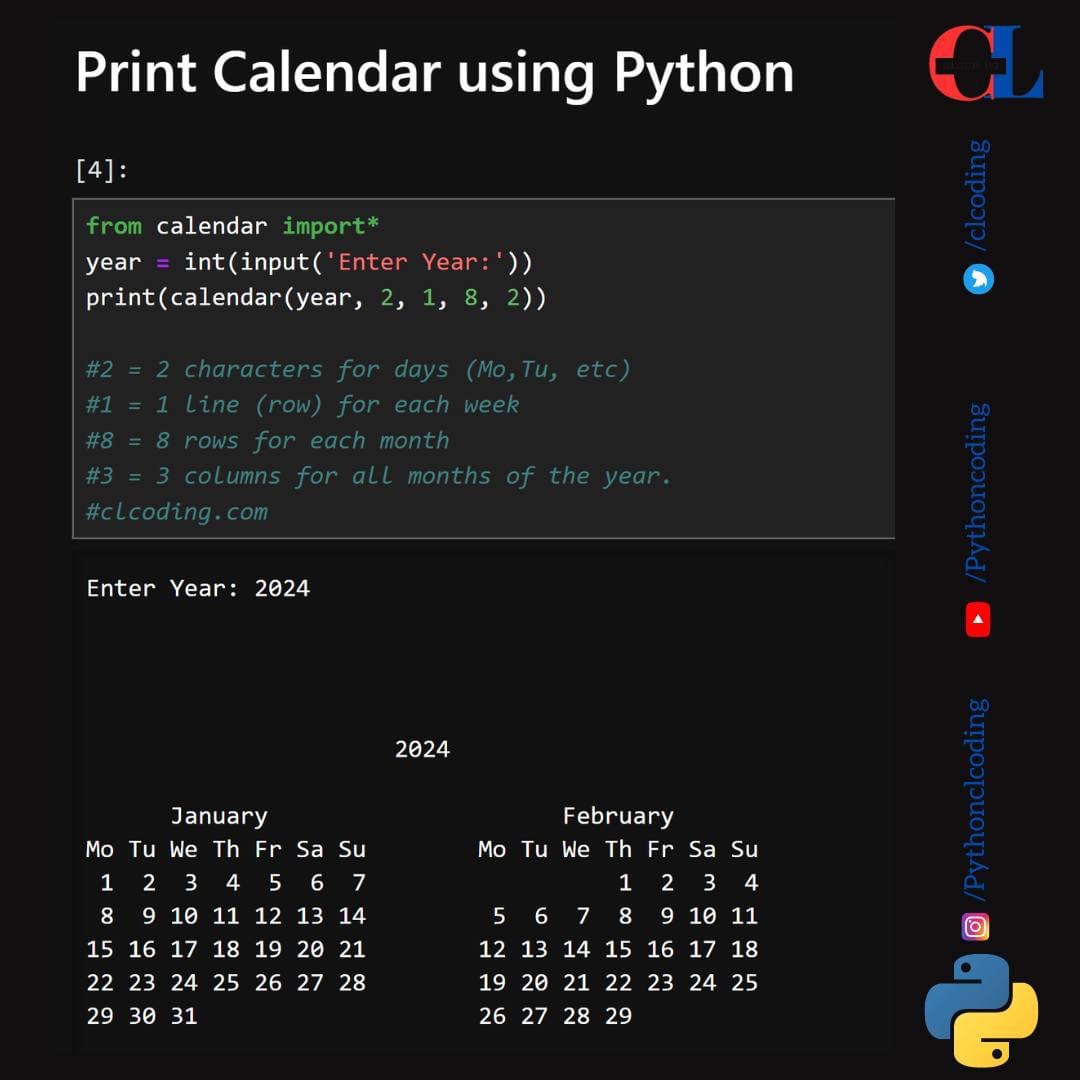 Print Calendar using Python
CL
[4]:
from calendar import*
year = int(input('Enter Year:'))
print(calendar(year, 2, 1, 8, 2))
#2 = 2 characters for days (Mo,Tu, etc)
#1 = 1 line (row) for each week
#8 = 8 rows for each month
#3 = 3 columns for all months of the year.
#clcoding.com
Enter Year: 2024
2024
January February
Mo Tu We Th Fr Sa Su Mo Tu We Th Fr Sa Su
1 2 3 4 5 6 7 1 2 3 4
8 9 10 11 12 13 14 5 6 7 8 9 10 11
15 16 17 18 19 20 21 12 13 14 15 16 17 18
22 23 24 25 26 27 28 19 20 21 22 23 24 25
29 30 31 26 27 28 29
/clcoding
/Pythoncoding
/Pythonclcoding